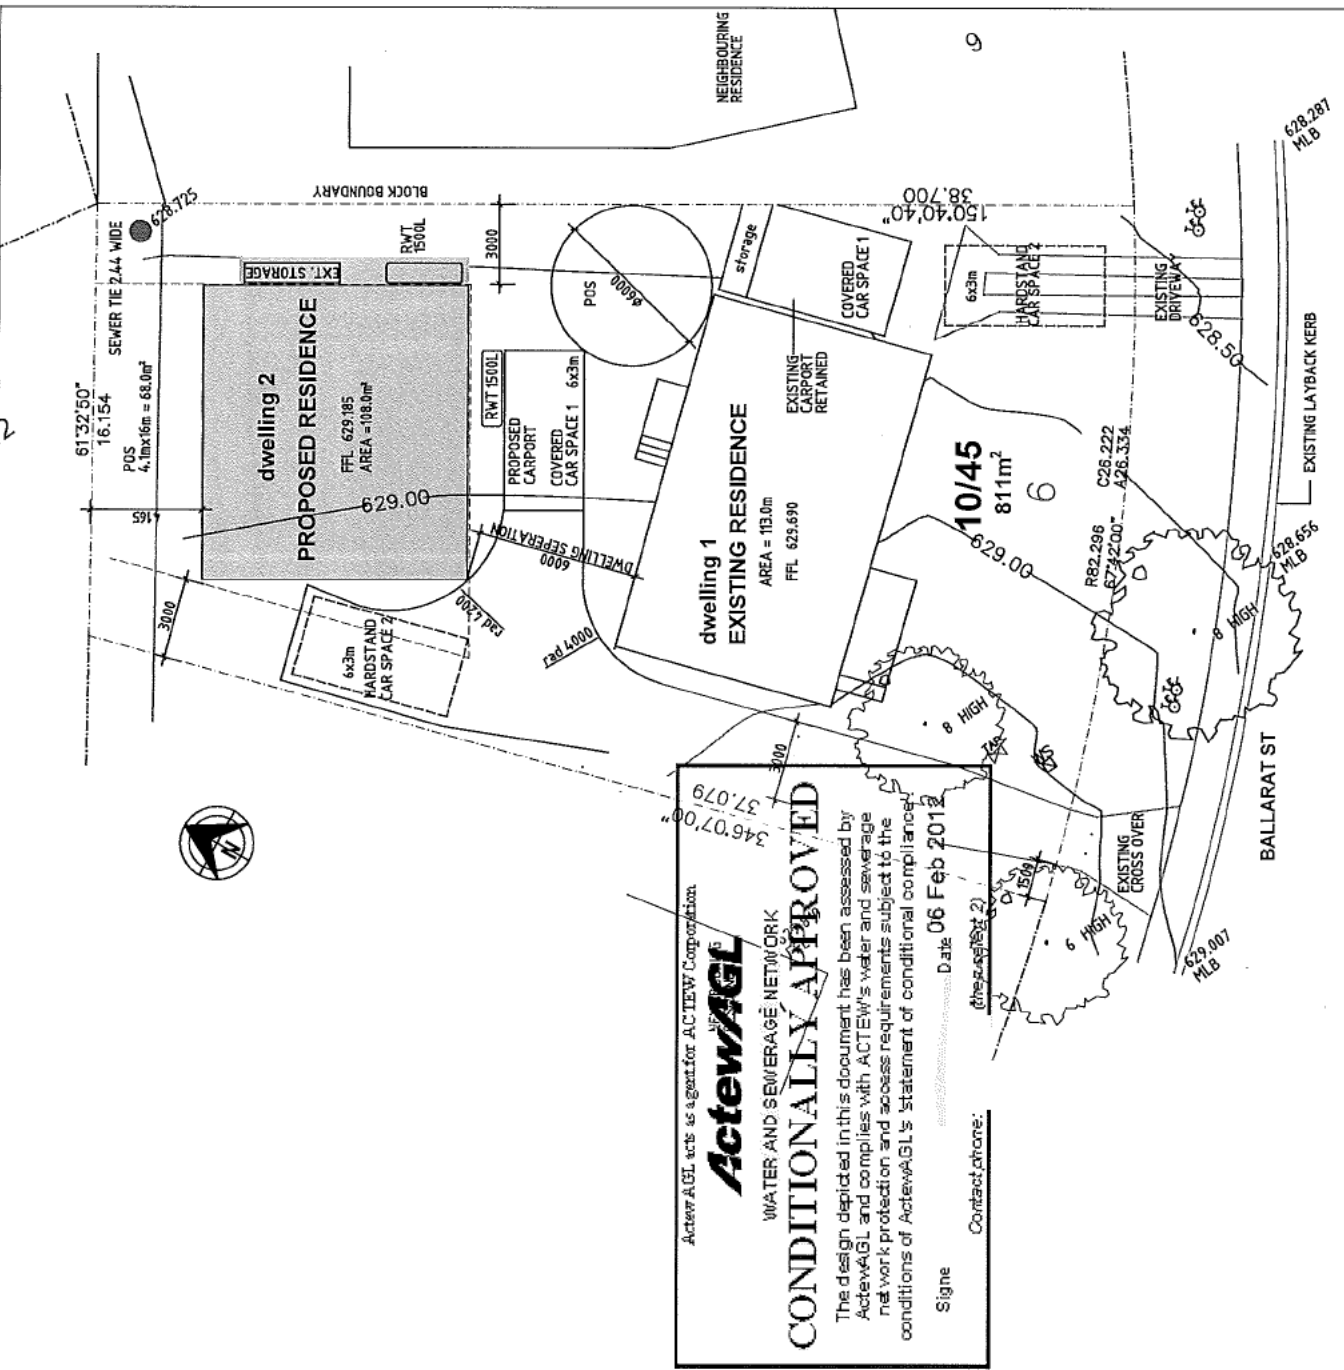 NEIGHBOURING
RESIDENCE
9
628.287
MLB
BLOCK BOUNDARY
628.725
SEWER TIE 2.44 WIDE
61°32'50"
16.154
POS
4.1mx16m = 68.0m²
4165
3000
EXT. STORAGE
RWT
1500L
3000
dwelling 2
PROPOSED RESIDENCE
FFL 629.185
AREA =108.0m²
629.00
RWT 1500L
PROPOSED
CARPORT
COVERED
CAR SPACE 1 6x3m
POS
ø6000
storage
COVERED
CAR SPACE 1
EXISTING
CARPORT
RETAINED
150°40'40"
38.700
6x3m
HARDSTAND
CAR SPACE 2
EXISTING
DRIVEWAY
628.50
EXISTING LAYBACK KERB
DWELLING SEPERATION
6000
rad 4200
rad 4000
6x3m
HARDSTAND
CAR SPACE 2
dwelling 1
EXISTING RESIDENCE
AREA = 113.0m
FFL 629.690
10/45
811m²
6
629.00
C26.222
A26.334
R82.296
67°42'00"
628.656
MLB
8 HIGH
8 HIGH
TAP
3000
346°07'00"
37.079
1509
6 HIGH
EXISTING
CROSS OVER
629.007
MLB
BALLARAT ST
N
ActewAGL acts as agent for ACTEW Corporation
ActewAGL
WATER AND SEWERAGE NETWORK
CONDITIONALLY APPROVED
The design depicted in this document has been assessed by
ActewAGL and complies with ACTEW's water and sewerage
network protection and access requirements subject to the
conditions of ActewAGL's 'statement of conditional compliance'
Signe
Date 06 Feb 2012
Contact phone: